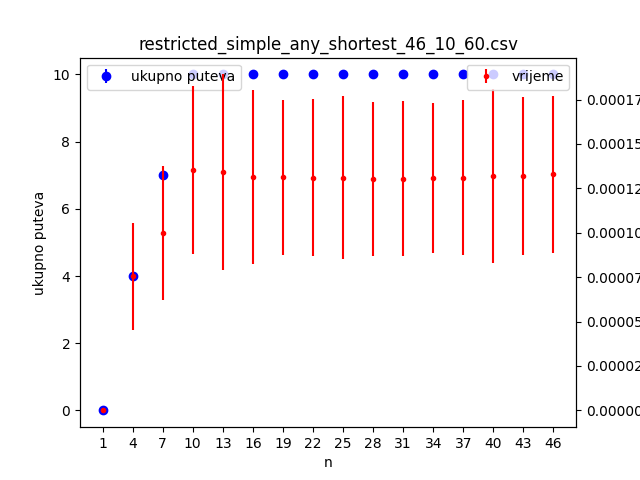 restricted_simple_any_shortest_46_10_60.csv
ukupno puteva
vrijeme
10
8
6
4
2
0
ukupno puteva
0.00017
0.00015
0.00012
0.00010
0.00007
0.00005
0.00002
0.00000
1 4 7 10 13 16 19 22 25 28 31 34 37 40 43 46
n